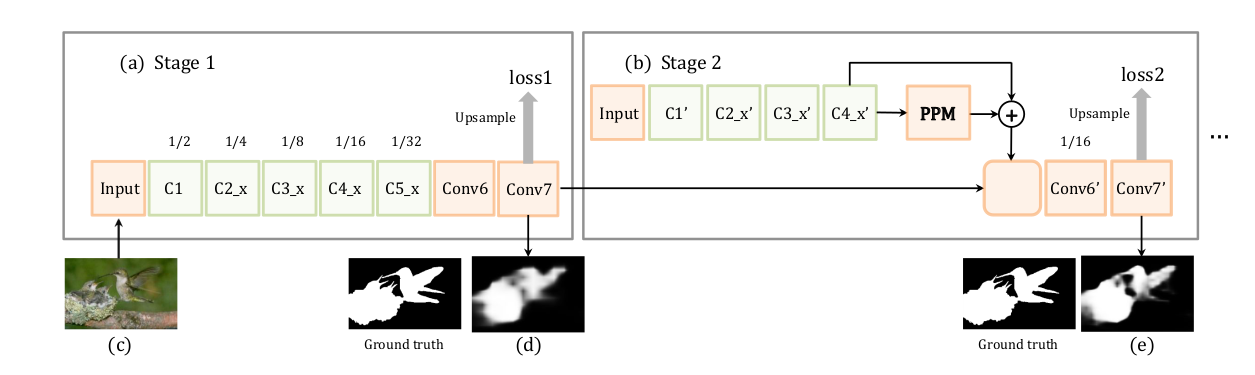 (a) Stage 1
loss1
Upsample
1/2 1/4 1/8 1/16 1/32
Input C1 C2_x C3_x C4_x C5_x Conv6 Conv7
(b) Stage 2
loss2
Input C1’ C2_x’ C3_x’ C4_x’ PPM +
Upsample
1/16
Conv6’ Conv7’
...
Ground truth
Ground truth
(c) (d) (e)